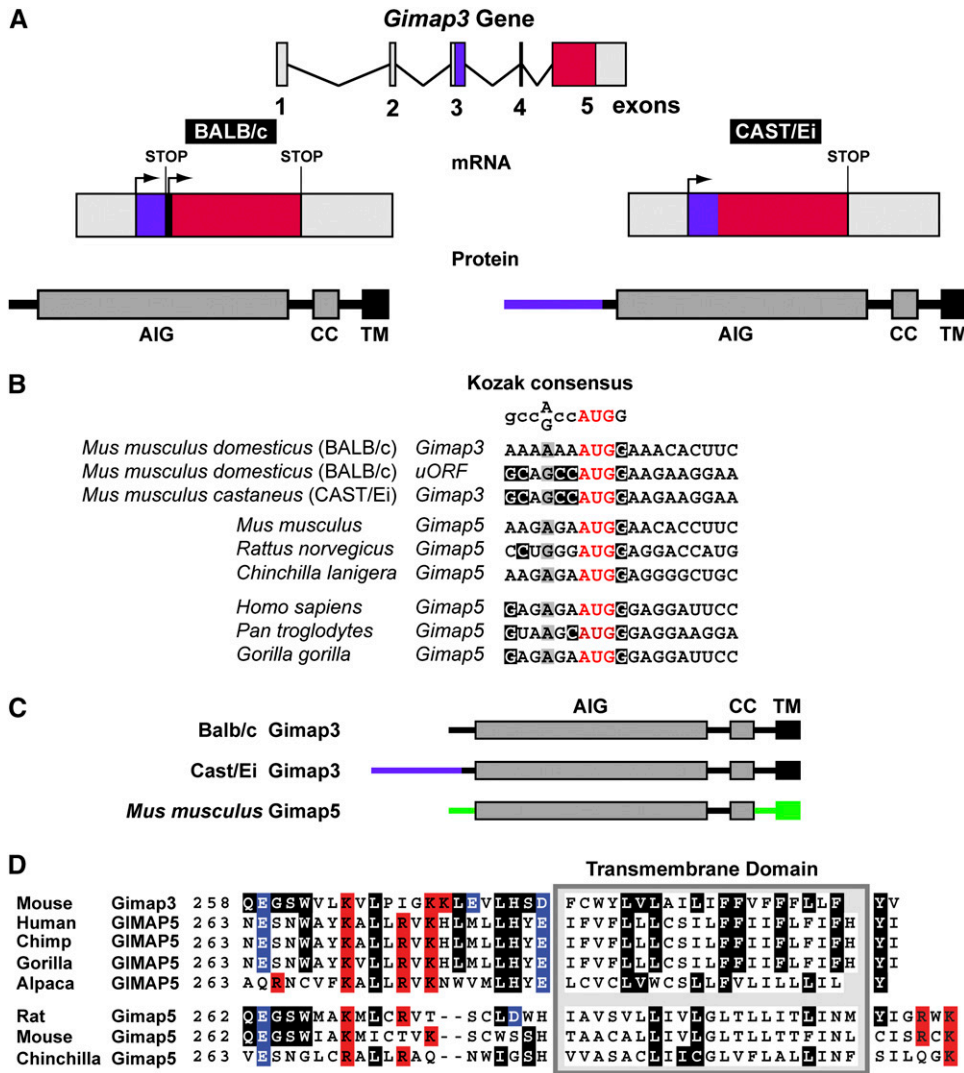 A
Gimap3 Gene
1 2 3 4 5 exons
BALB/c
CAST/Ei
STOP STOP mRNA STOP
Protein
AIG CC TM AIG CC TM
B
Kozak consensus
gccAccAUGG
G
Mus musculus domesticus (BALB/c) Gimap3 AAAAAAAUGGAAACACUUC
Mus musculus domesticus (BALB/c) uORF GCAGCCAUGGAAGAAGGAA
Mus musculus castaneus (CAST/Ei) Gimap3 GCAGCCAUGGAAGAAGGAA
Mus musculus Gimap5 AAGAGAAUGGAACACCUUC
Rattus norvegicus Gimap5 CCUGGGAUGGAGGACCAUG
Chinchilla lanigera Gimap5 AAGAGAAUGGAGGGGCUGC
Homo sapiens Gimap5 GAGAGAAUGGGAGGAUUCC
Pan troglodytes Gimap5 GUAAGCAUGGAGGAAGGA
Gorilla gorilla Gimap5 GAGAGAAUGGGAGGAUUCC
C
AIG CC TM
Balb/c Gimap3
Cast/Ei Gimap3
Mus musculus Gimap5
D
Transmembrane Domain
Mouse Gimap3 258 QEGSWVLKVLPIGKKLEVLHSD FCWYLVLAILIFFVFFFLLF YV
Human GIMAP5 263 NESNWAYKALLRVKHLMLLHYE IFVFLLLCSILFFIIFLFIFH YI
Chimp GIMAP5 263 NESNWAYKALLRVKHLMLLHYE IFVFLLLCSILFFIIFLFIFH YI
Gorilla GIMAP5 263 NESNWAYKALLRVKHLMLLHYE IFVFLLLCSILFFIIFLFIFH YI
Alpaca GIMAP5 263 AQRNCVFKALLRVKNWVMLHYE LCVCLVWCSLLFVLILLLIL Y
Rat Gimap5 262 QEGSWMAKMLCRVT--SCLDWH IAVSVLLIVLGLTLLITLINM YIGRWK
Mouse Gimap5 262 QEGSWIAKMICTVK--SCWSSH TAACALLIVLGLTLLTTFINL CISRCK
Chinchilla Gimap5 263 VESNGLCRALLRAQ--NWIGSH VVASACLIICGLVFLALLINF SILQGK